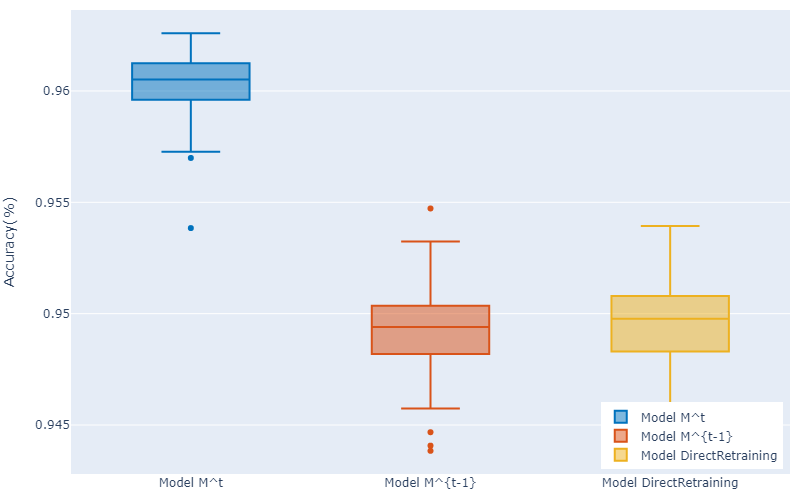 Accuracy(%)
0.96
0.955
0.95
0.945
Model M^t
Model M^{t-1}
Model DirectRetraining
Model M^t
Model M^{t-1}
Model DirectRetraining